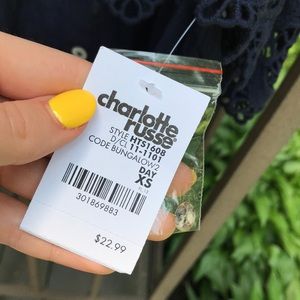 charlotte
russe
STYLE HTS1608
D/CL 11-1101
CODE BUNGALOW2
DAY
XS
301869883
$22.99